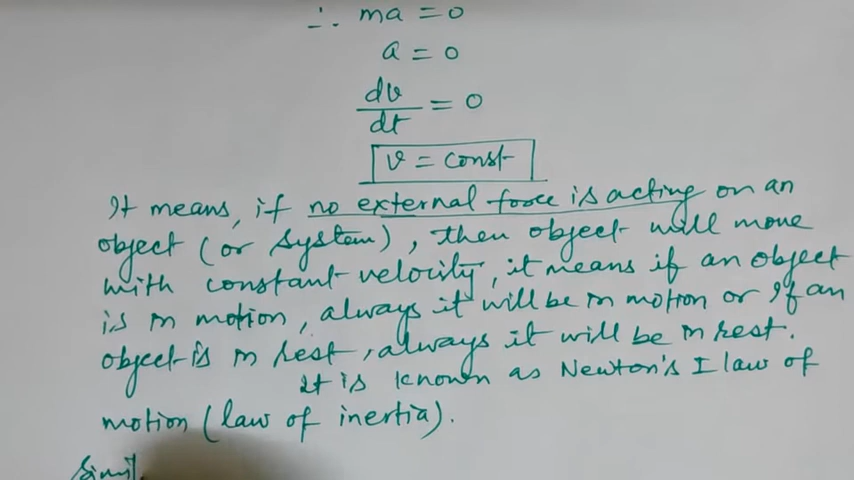 ∴ ma = 0
a = 0
dv/dt = 0
v = const
It means, if no external force is acting on an
object (or system), then object will move
with constant velocity, it means if an object
is in motion, always it will be in motion or if an
object is in rest, always it will be in rest.
It is known as Newton's I law of
motion (law of inertia).
Simil